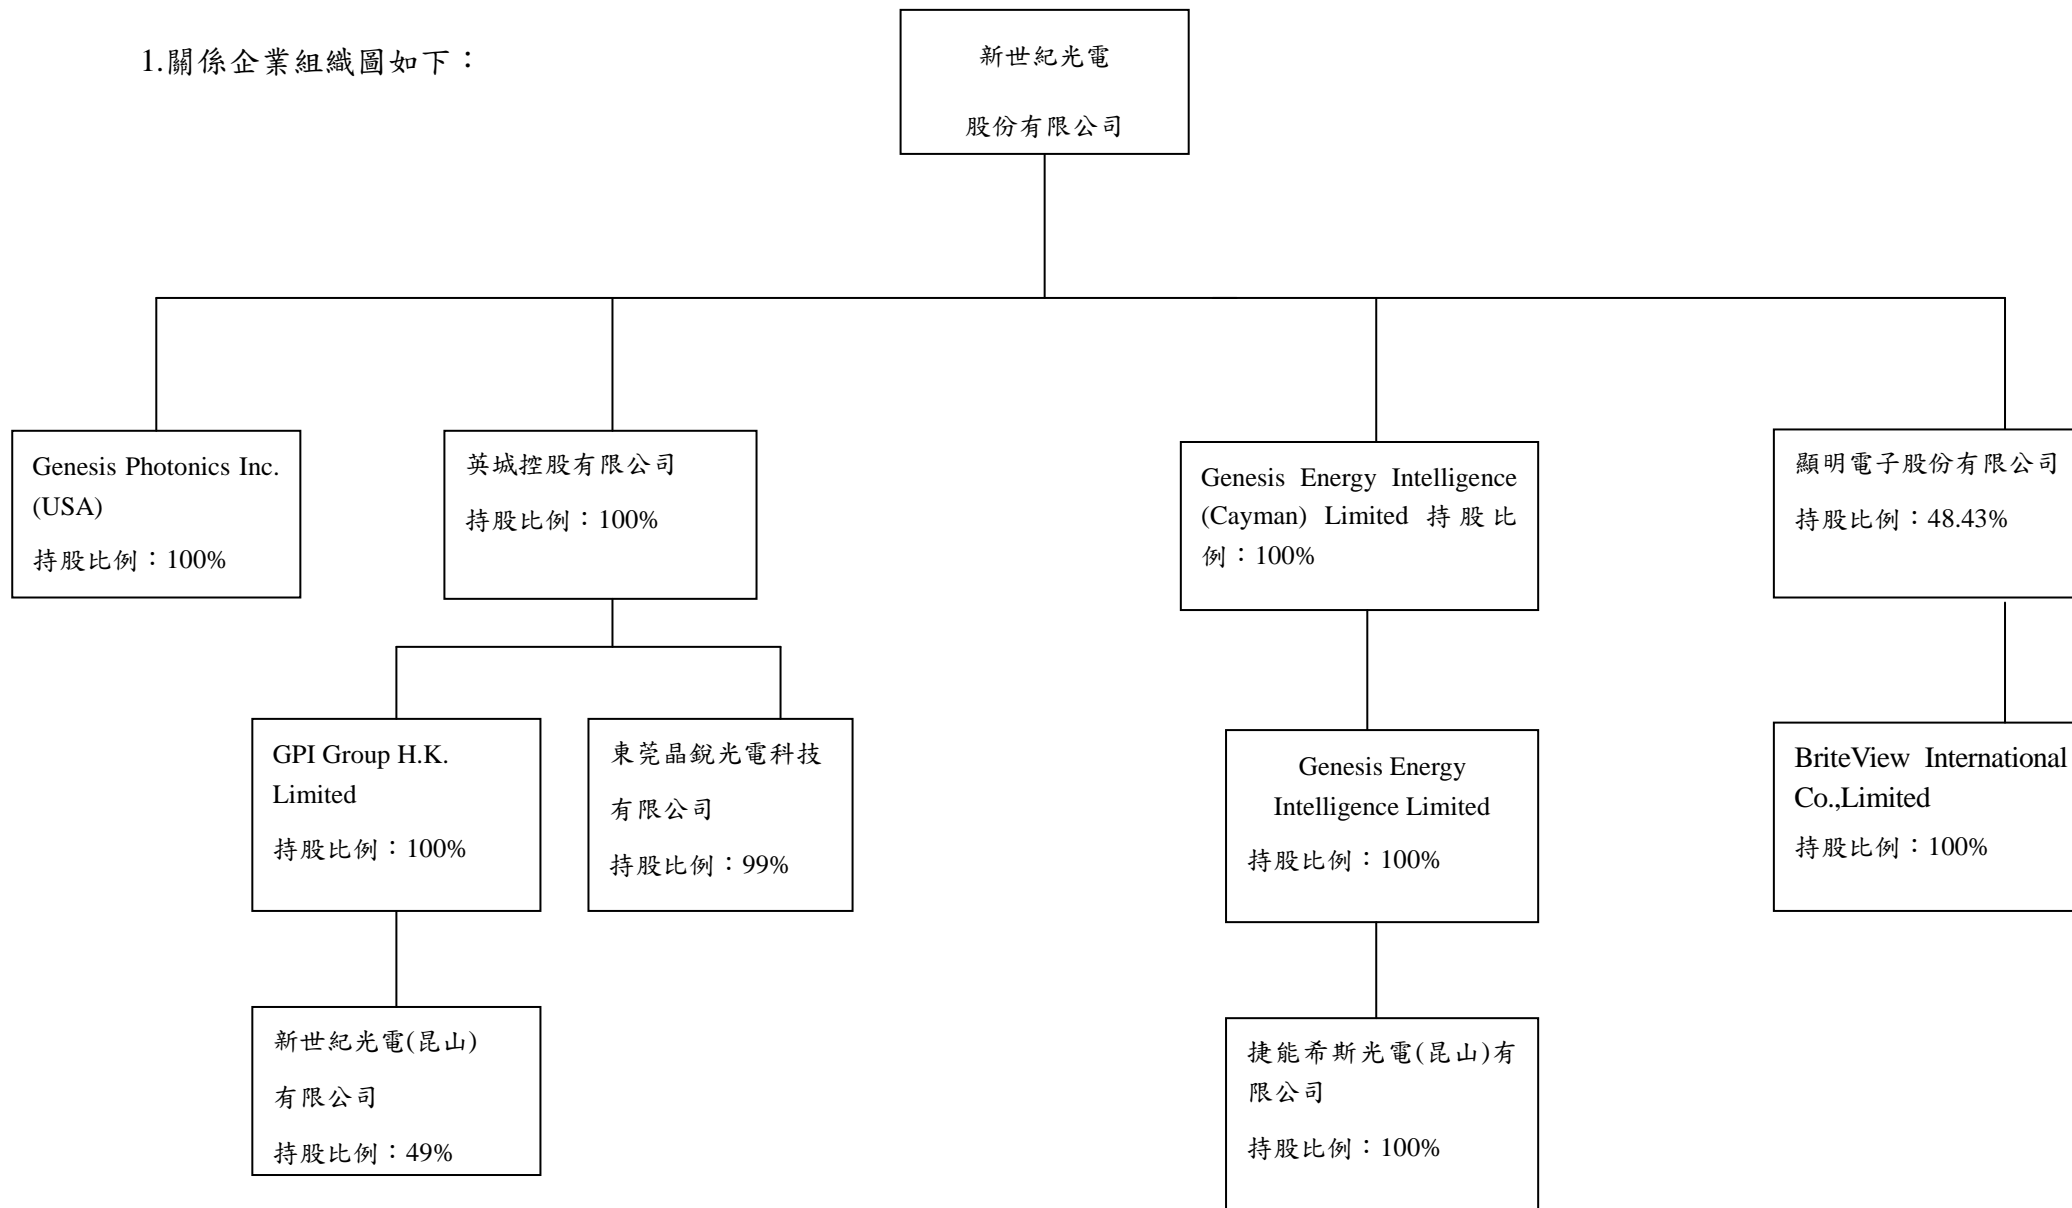 1.關係企業組織圖如下：
新世紀光電
股份有限公司
Genesis Photonics Inc.
(USA)
持股比例：100%
英城控股有限公司
持股比例：100%
Genesis Energy Intelligence
(Cayman) Limited 持股比
例：100%
顯明電子股份有限公司
持股比例：48.43%
GPI Group H.K.
Limited
持股比例：100%
東莞晶銳光電科技
有限公司
持股比例：99%
Genesis Energy
Intelligence Limited
持股比例：100%
BriteView International
Co.,Limited
持股比例：100%
新世紀光電(昆山)
有限公司
持股比例：49%
捷能希斯光電(昆山)有
限公司
持股比例：100%